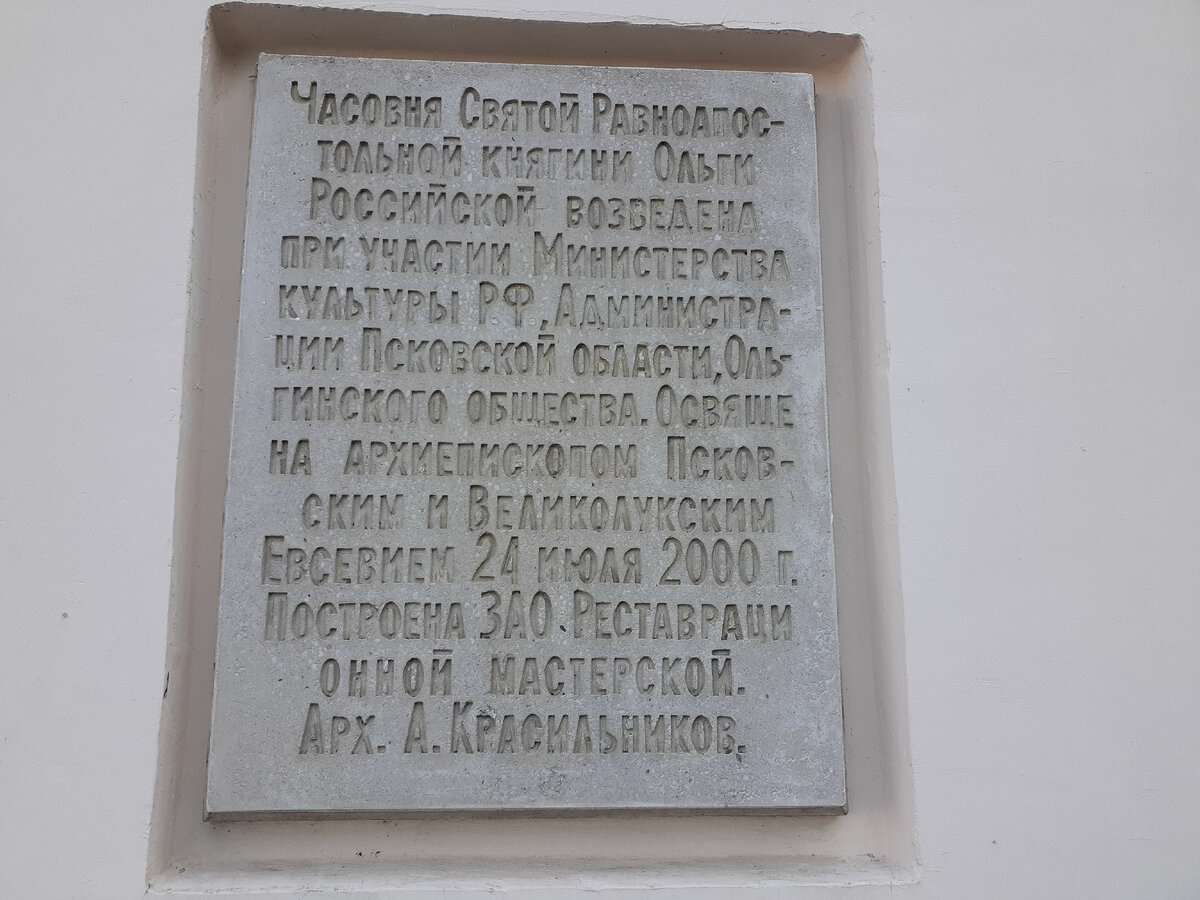 Часовня Святой Равноапос-
тольной княгини Ольги
Российской возведена
при участии Министерства
культуры РФ, Администра-
ции Псковской области, Оль-
гинского общества. Освяще
на архиепископом Псков-
ским и Великолукским
Евсевием 24 июля 2000 г.
Построена ЗАО Реставраци
онной мастерской.
Арх. А. Красильников.